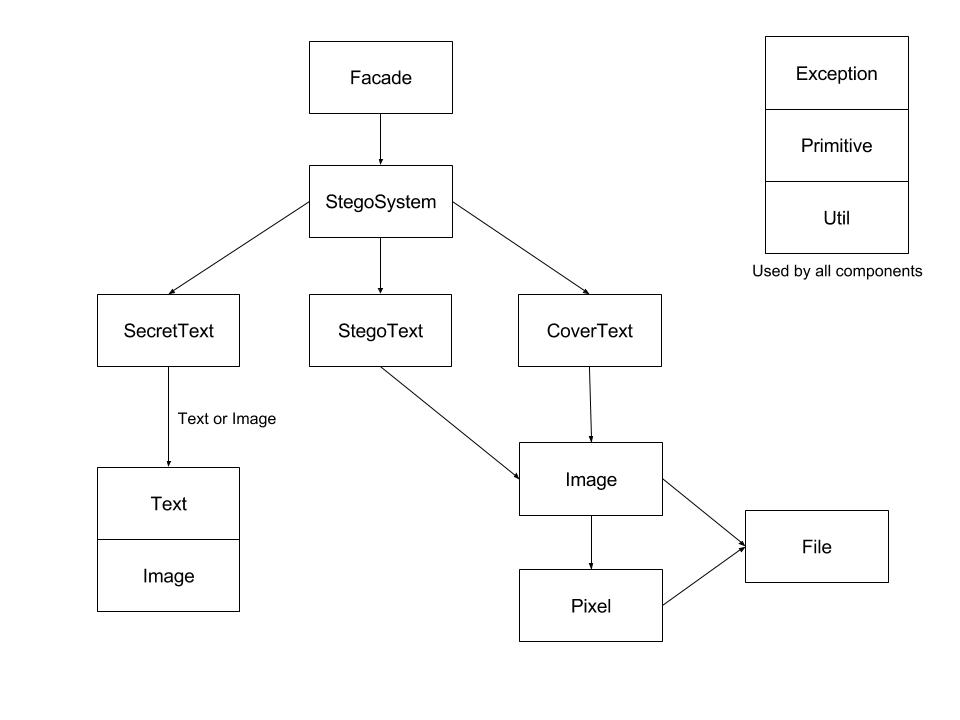 Facade
Exception
Primitive
StegoSystem
Util
Used by all components
SecretText
StegoText
CoverText
Text or Image
Image
Text
File
Image
Pixel